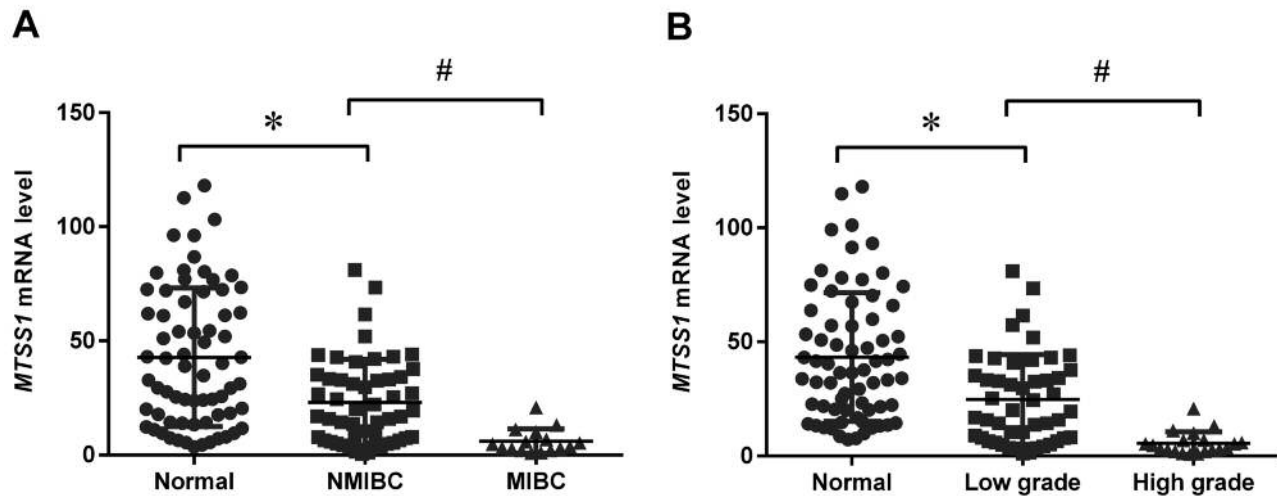 A
MTSS1 mRNA level
150
100
50
0
*
#
Normal
NMIBC
MIBC
B
MTSS1 mRNA level
150
100
50
0
*
#
Normal
Low grade
High grade